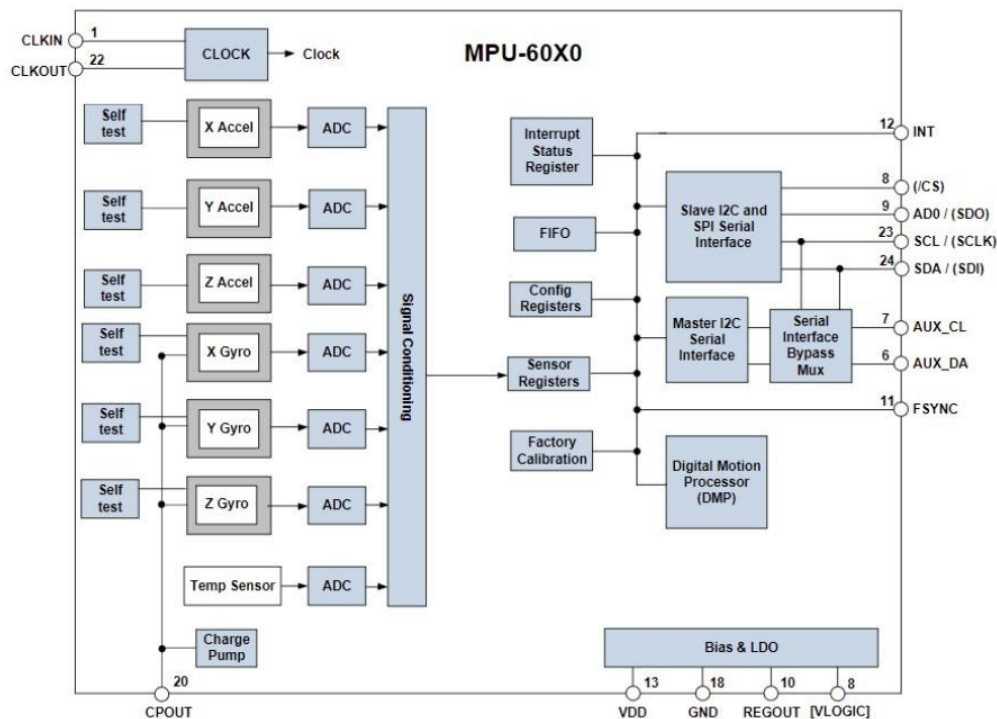 CLKIN
1
CLKOUT
22
CLOCK
Clock
MPU-60X0
Self
test
X Accel
ADC
Self
test
Y Accel
ADC
Self
test
Z Accel
ADC
Self
test
X Gyro
ADC
Self
test
Y Gyro
ADC
Self
test
Z Gyro
ADC
Temp Sensor
ADC
Signal Conditioning
Charge
Pump
20
CPOUT
Interrupt
Status
Register
FIFO
Config
Registers
Sensor
Registers
Factory
Calibration
Slave I2C and
SPI Serial
Interface
Master I2C
Serial
Interface
Serial
Interface
Bypass
Mux
Digital Motion
Processor
(DMP)
12
INT
8
(/CS)
9
AD0 / (SDO)
23
SCL / (SCLK)
24
SDA / (SDI)
7
AUX_CL
6
AUX_DA
11
FSYNC
Bias & LDO
13
18
10
8
VDD
GND
REGOUT
[VLOGIC]